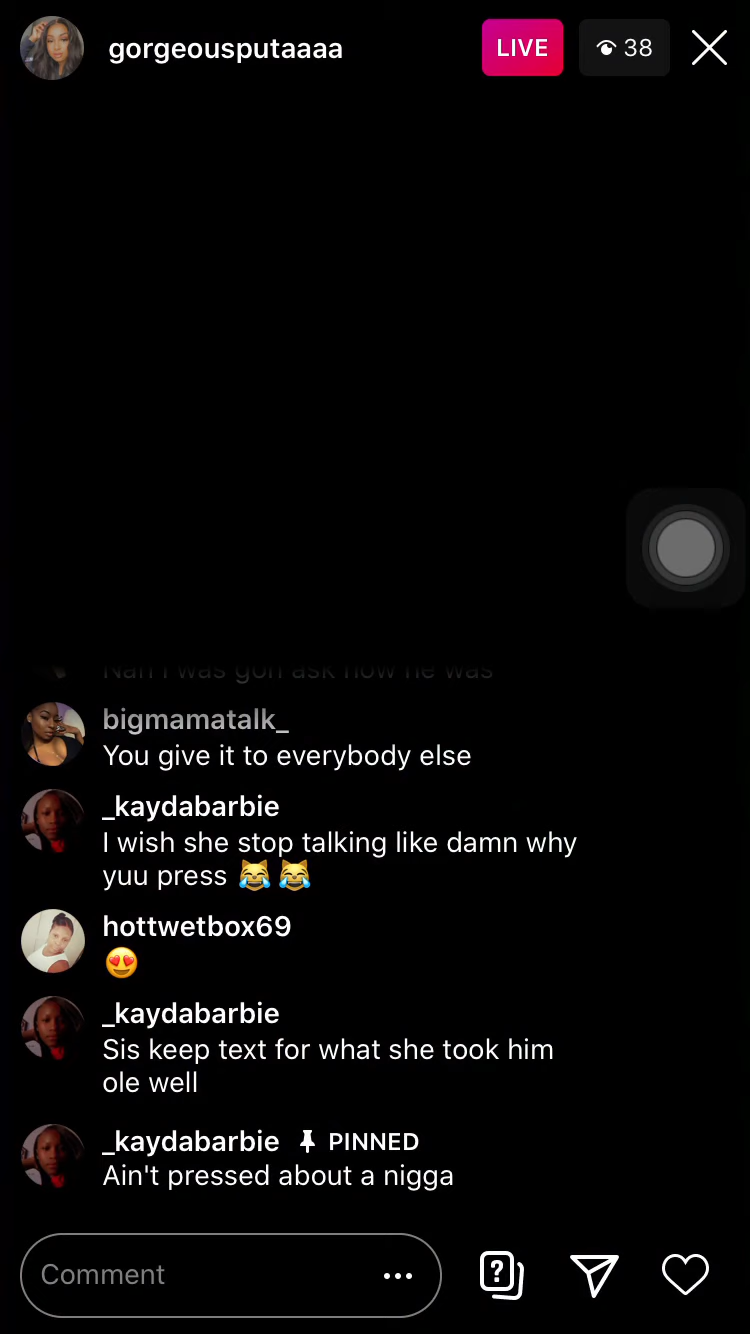 gorgeousputaaaa
LIVE
38
Nah I was gon ask how he was
bigmamatalk_
You give it to everybody else
_kaydabarbie
I wish she stop talking like damn why
yuu press 😹 😹
hottwetbox69
😍
_kaydabarbie
Sis keep text for what she took him
ole well
_kaydabarbie PINNED
Ain't pressed about a nigga
Comment